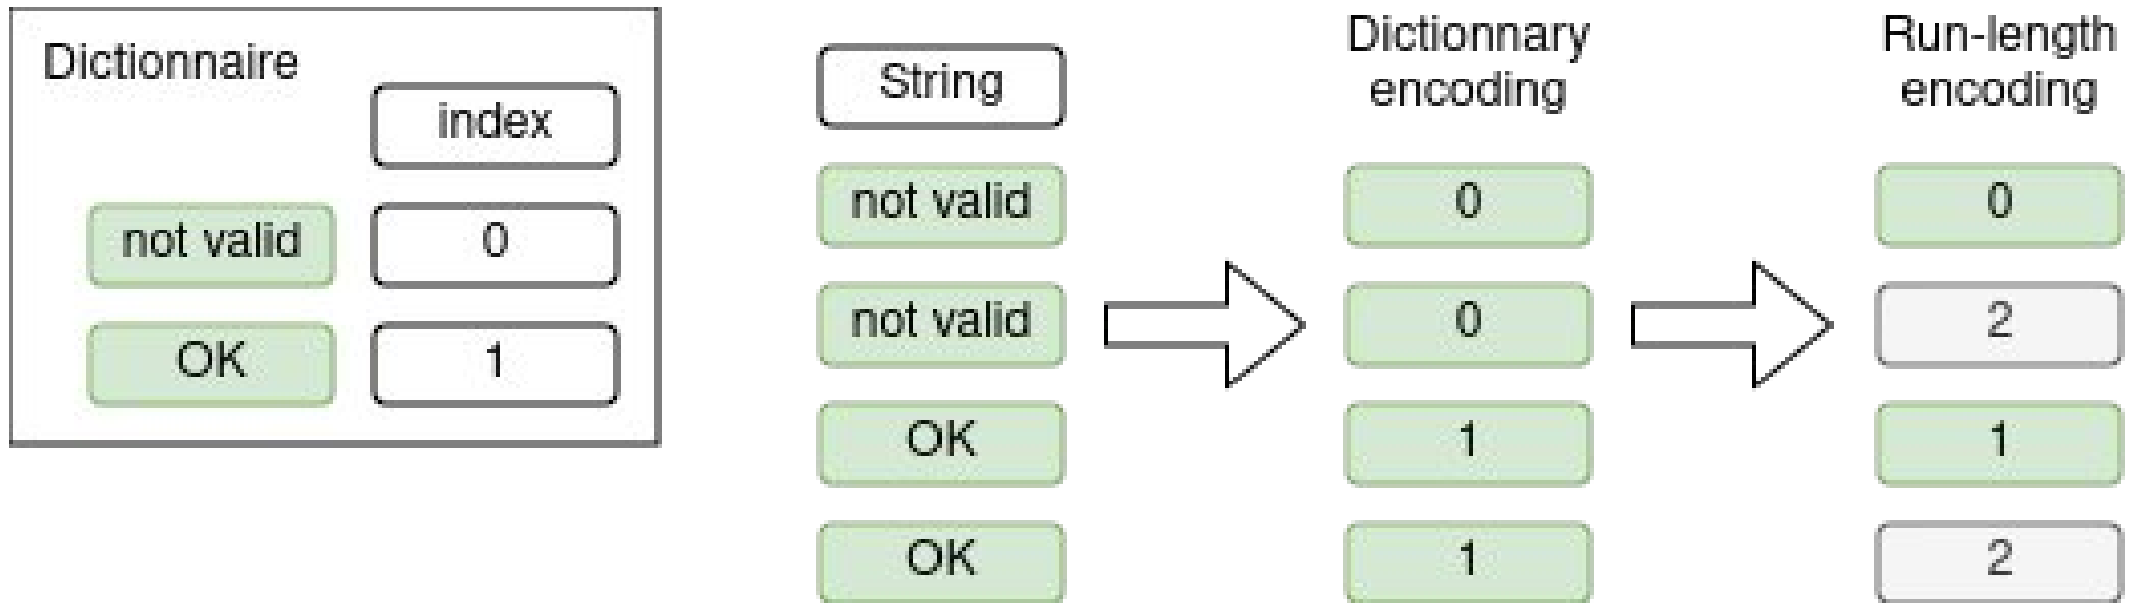 Dictionnaire
index
not valid
0
OK
1
String
not valid
not valid
OK
OK
Dictionnary
encoding
0
0
1
1
Run-length
encoding
0
2
1
2